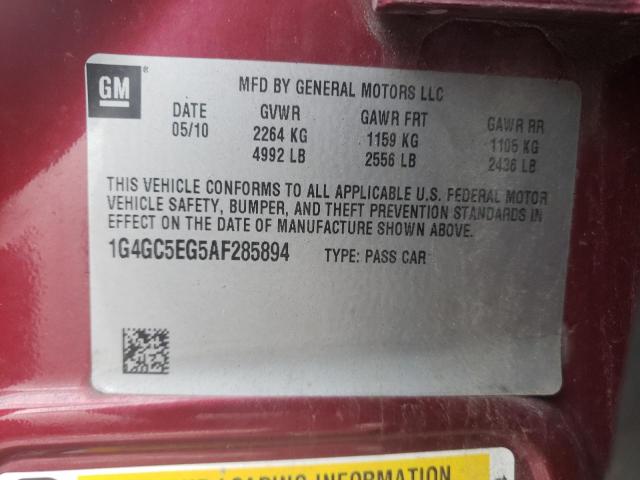 GM ®
MFD BY GENERAL MOTORS LLC
DATE GVWR GAWR FRT GAWR RR
05/10 2264 KG 1159 KG 1105 KG
4992 LB 2556 LB 2436 LB
THIS VEHICLE CONFORMS TO ALL APPLICABLE U.S. FEDERAL MOTOR
VEHICLE SAFETY, BUMPER, AND THEFT PREVENTION STANDARDS IN
EFFECT ON THE DATE OF MANUFACTURE SHOWN ABOVE.
1G4GC5EG5AF285894 TYPE: PASS CAR
LOADING INFORMATION